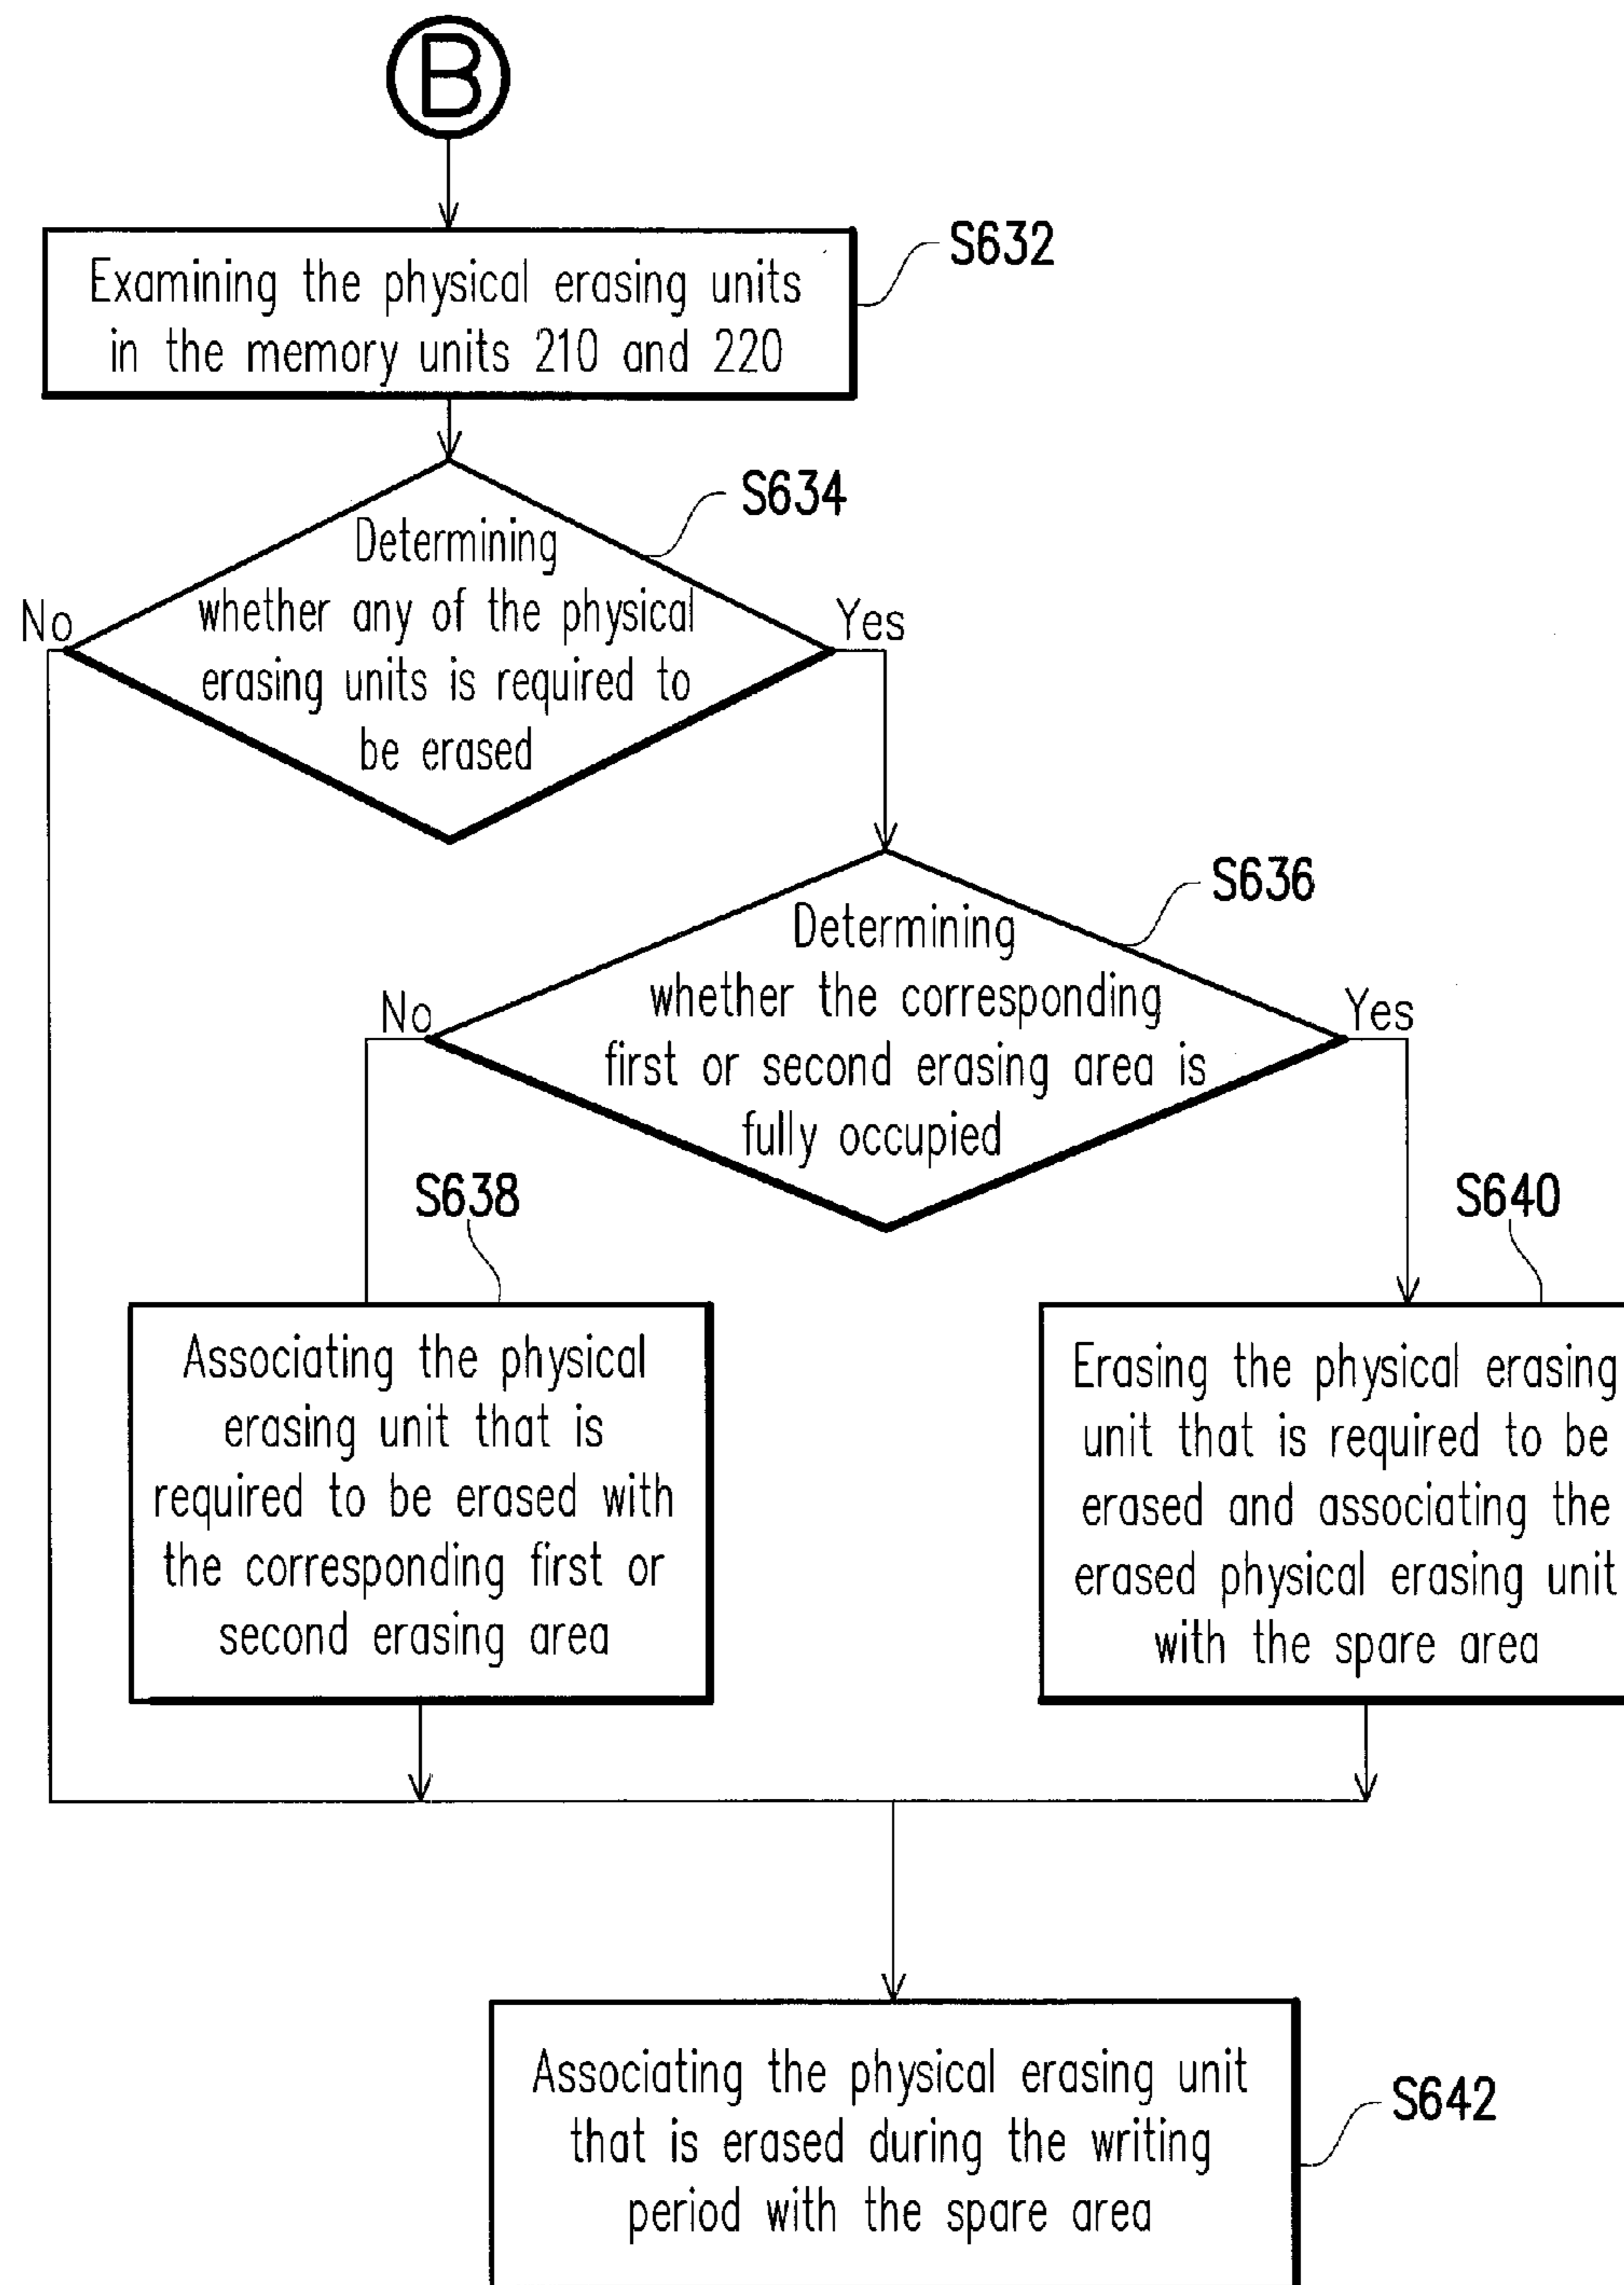 B
S632
Examining the physical erasing units
in the memory units 210 and 220
S634
Determining
whether any of the physical
erasing units is required to
be erased
No
Yes
S636
Determining
whether the corresponding
first or second erasing area is
fully occupied
No
Yes
S638
Associating the physical
erasing unit that is
required to be erased with
the corresponding first or
second erasing area
S640
Erasing the physical erasing
unit that is required to be
erased and associating the
erased physical erasing unit
with the spare area
Associating the physical erasing unit
that is erased during the writing
period with the spare area
S642